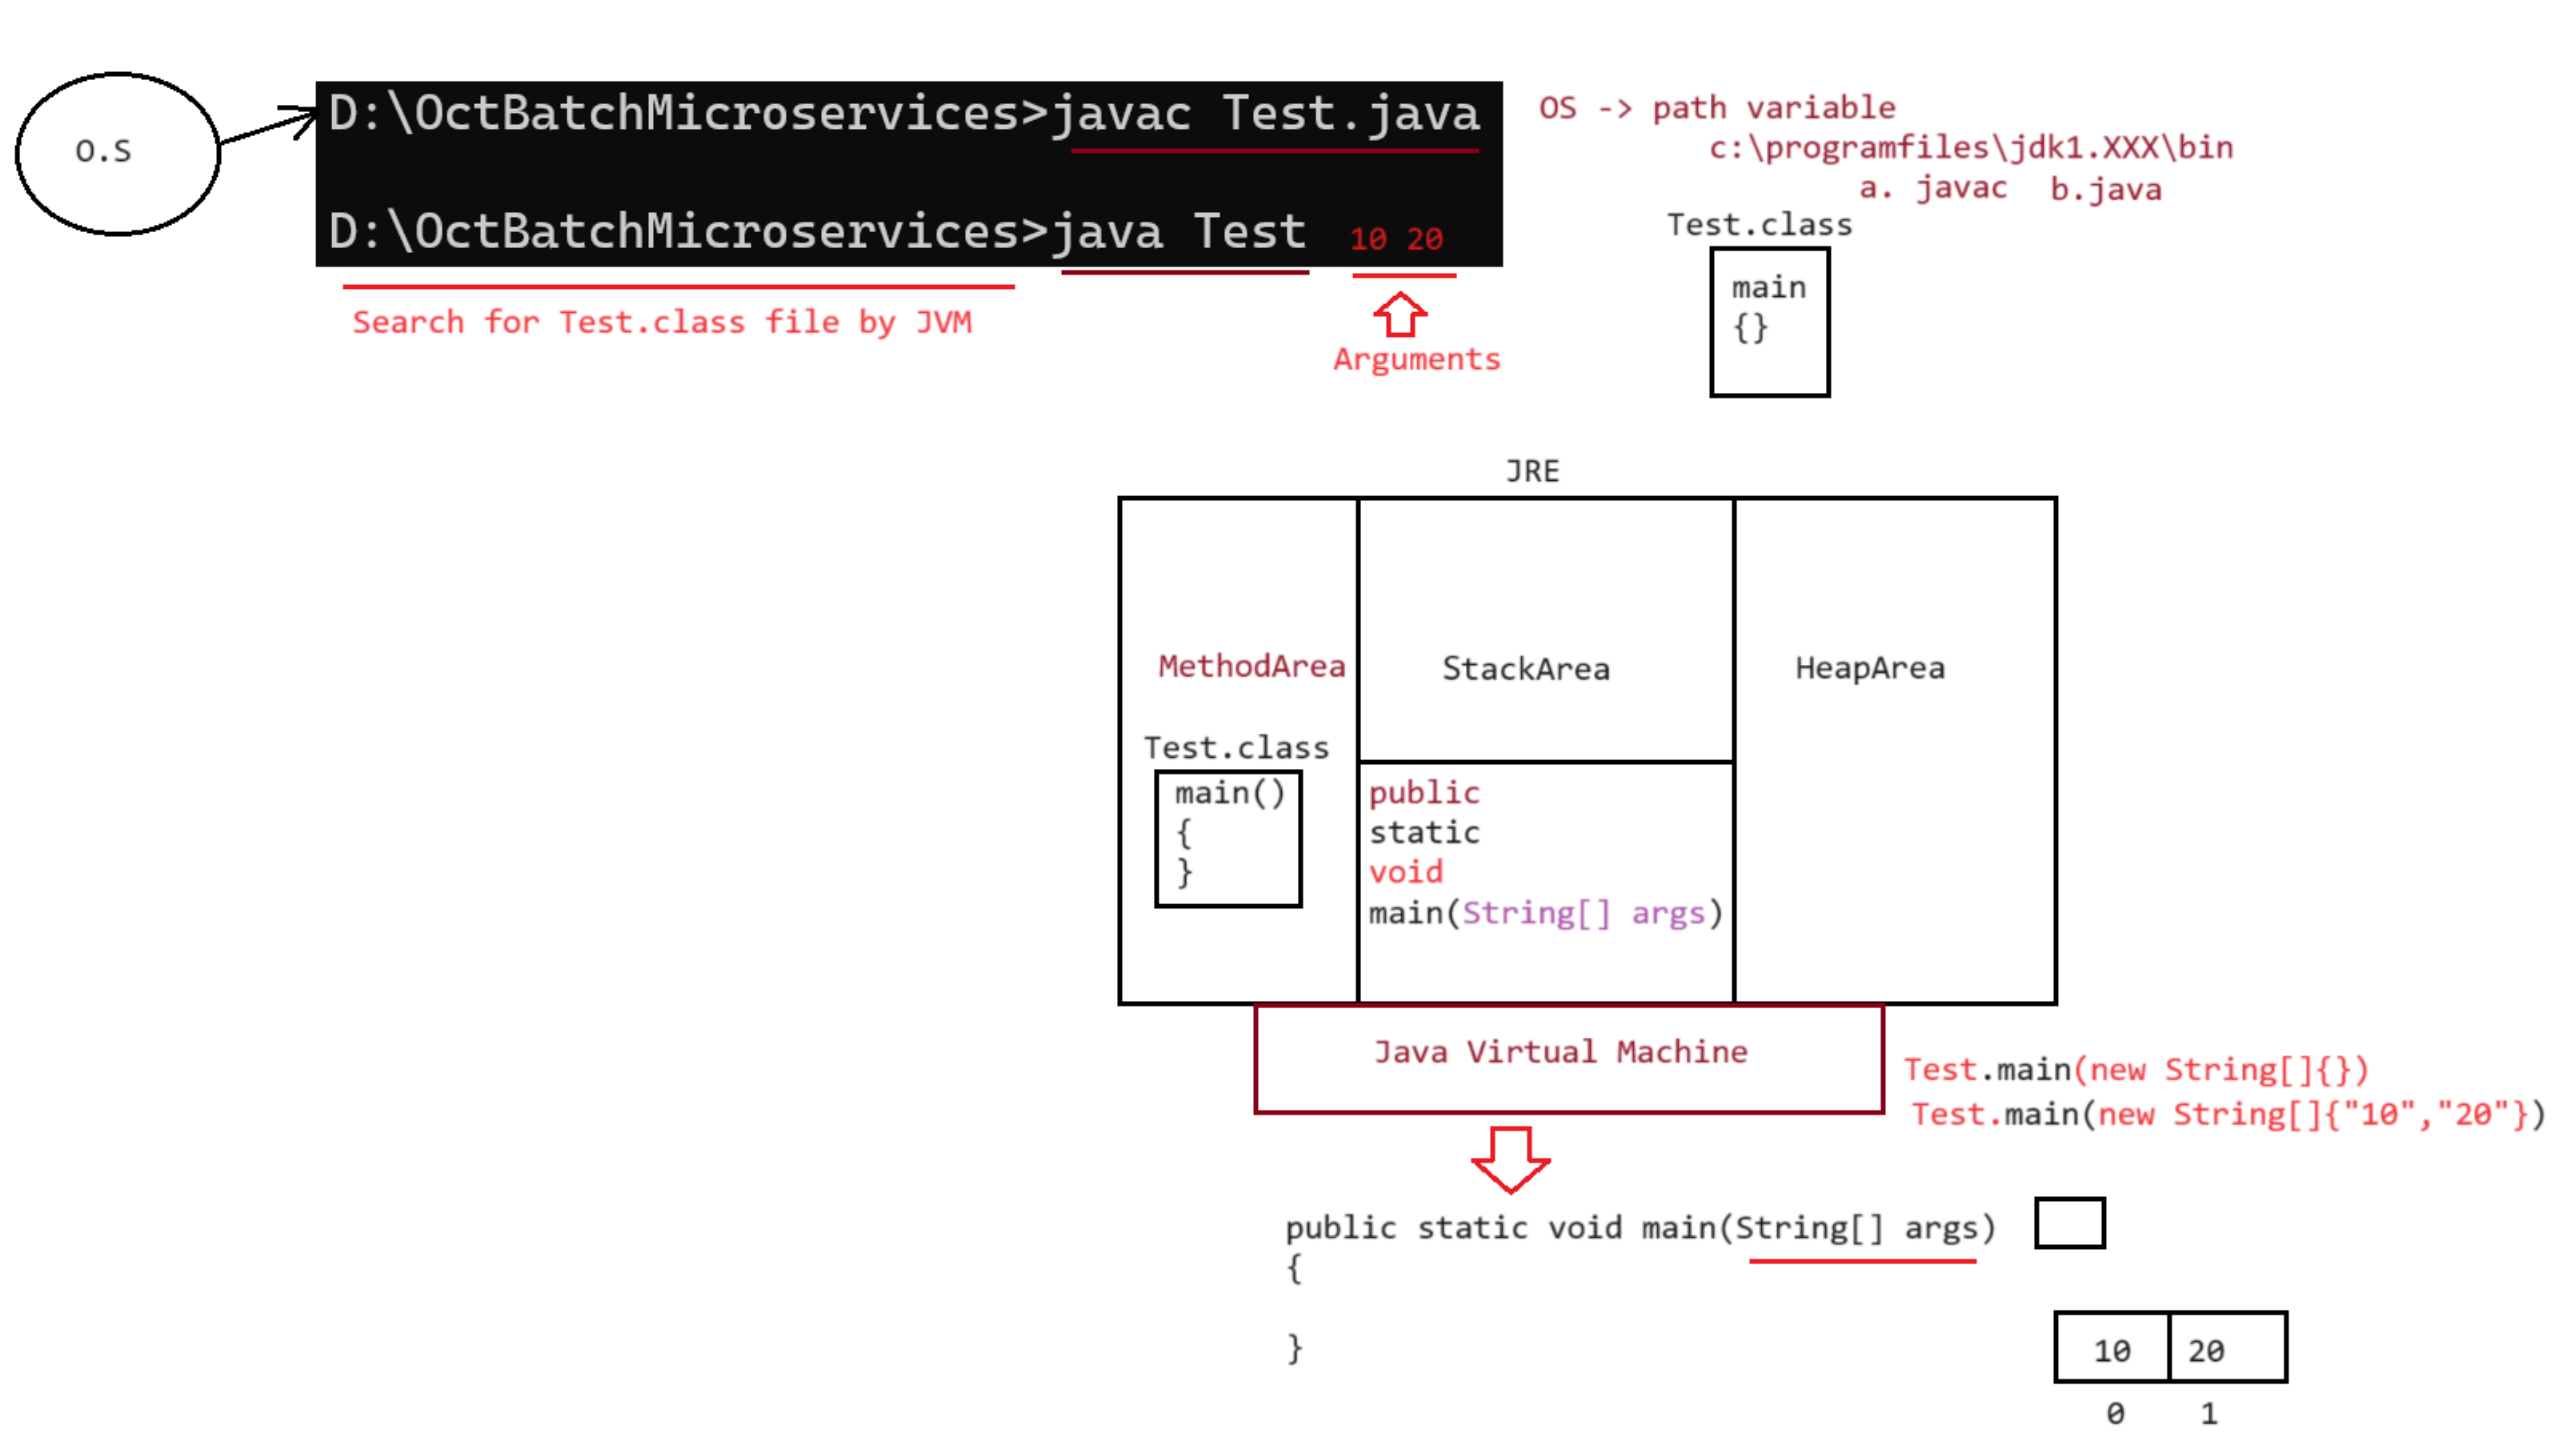 O.S
D:\OctBatchMicroservices>javac Test.java
D:\OctBatchMicroservices>java Test 10 20
Search for Test.class file by JVM
Arguments
OS -> path variable
c:\programfiles\jdk1.XXX\bin
a. javac b.java
Test.class
main
{}
JRE
MethodArea
StackArea
HeapArea
Test.class
main()
{
}
public
static
void
main(String[] args)
Java Virtual Machine
Test.main(new String[]{})
Test.main(new String[]{"10","20"})
public static void main(String[] args)
{
}
10 20
0 1